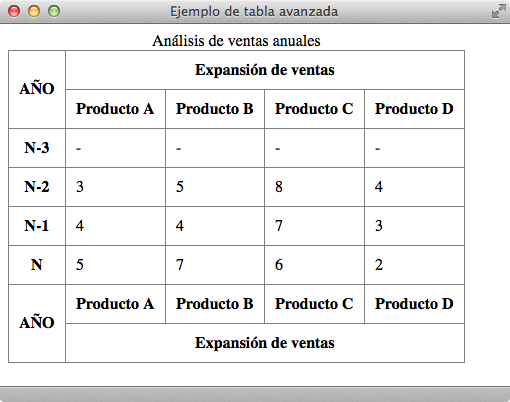 Ejemplo de tabla avanzada
Análisis de ventas anuales
AÑO Expansión de ventas
Producto A Producto B Producto C Producto D
N-3 - - - -
N-2 3 5 8 4
N-1 4 4 7 3
N 5 7 6 2
AÑO Producto A Producto B Producto C Producto D
Expansión de ventas